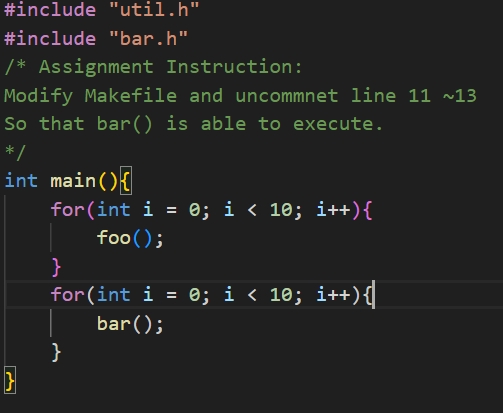 #include "util.h"
#include "bar.h"
/* Assignment Instruction:
Modify Makefile and uncommnet line 11 ~13
So that bar() is able to execute.
*/
int main(){
    for(int i = 0; i < 10; i++){
        foo();
    }
    for(int i = 0; i < 10; i++){
        bar();
    }
}